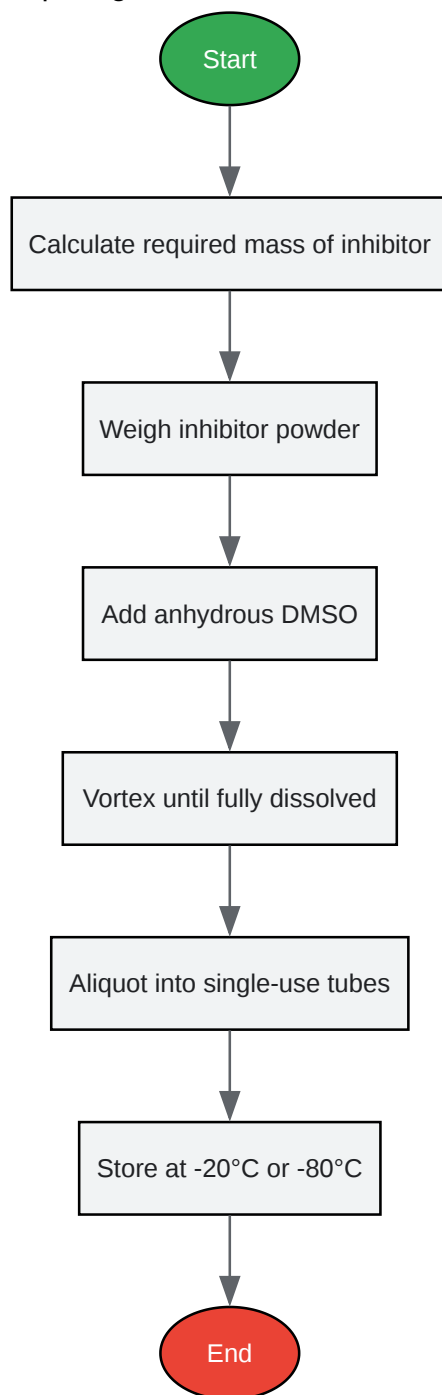 Start
Calculate required mass of inhibitor
Weigh inhibitor powder
Add anhydrous DMSO
Vortex until fully dissolved
Aliquot into single-use tubes
Store at -20°C or -80°C
End